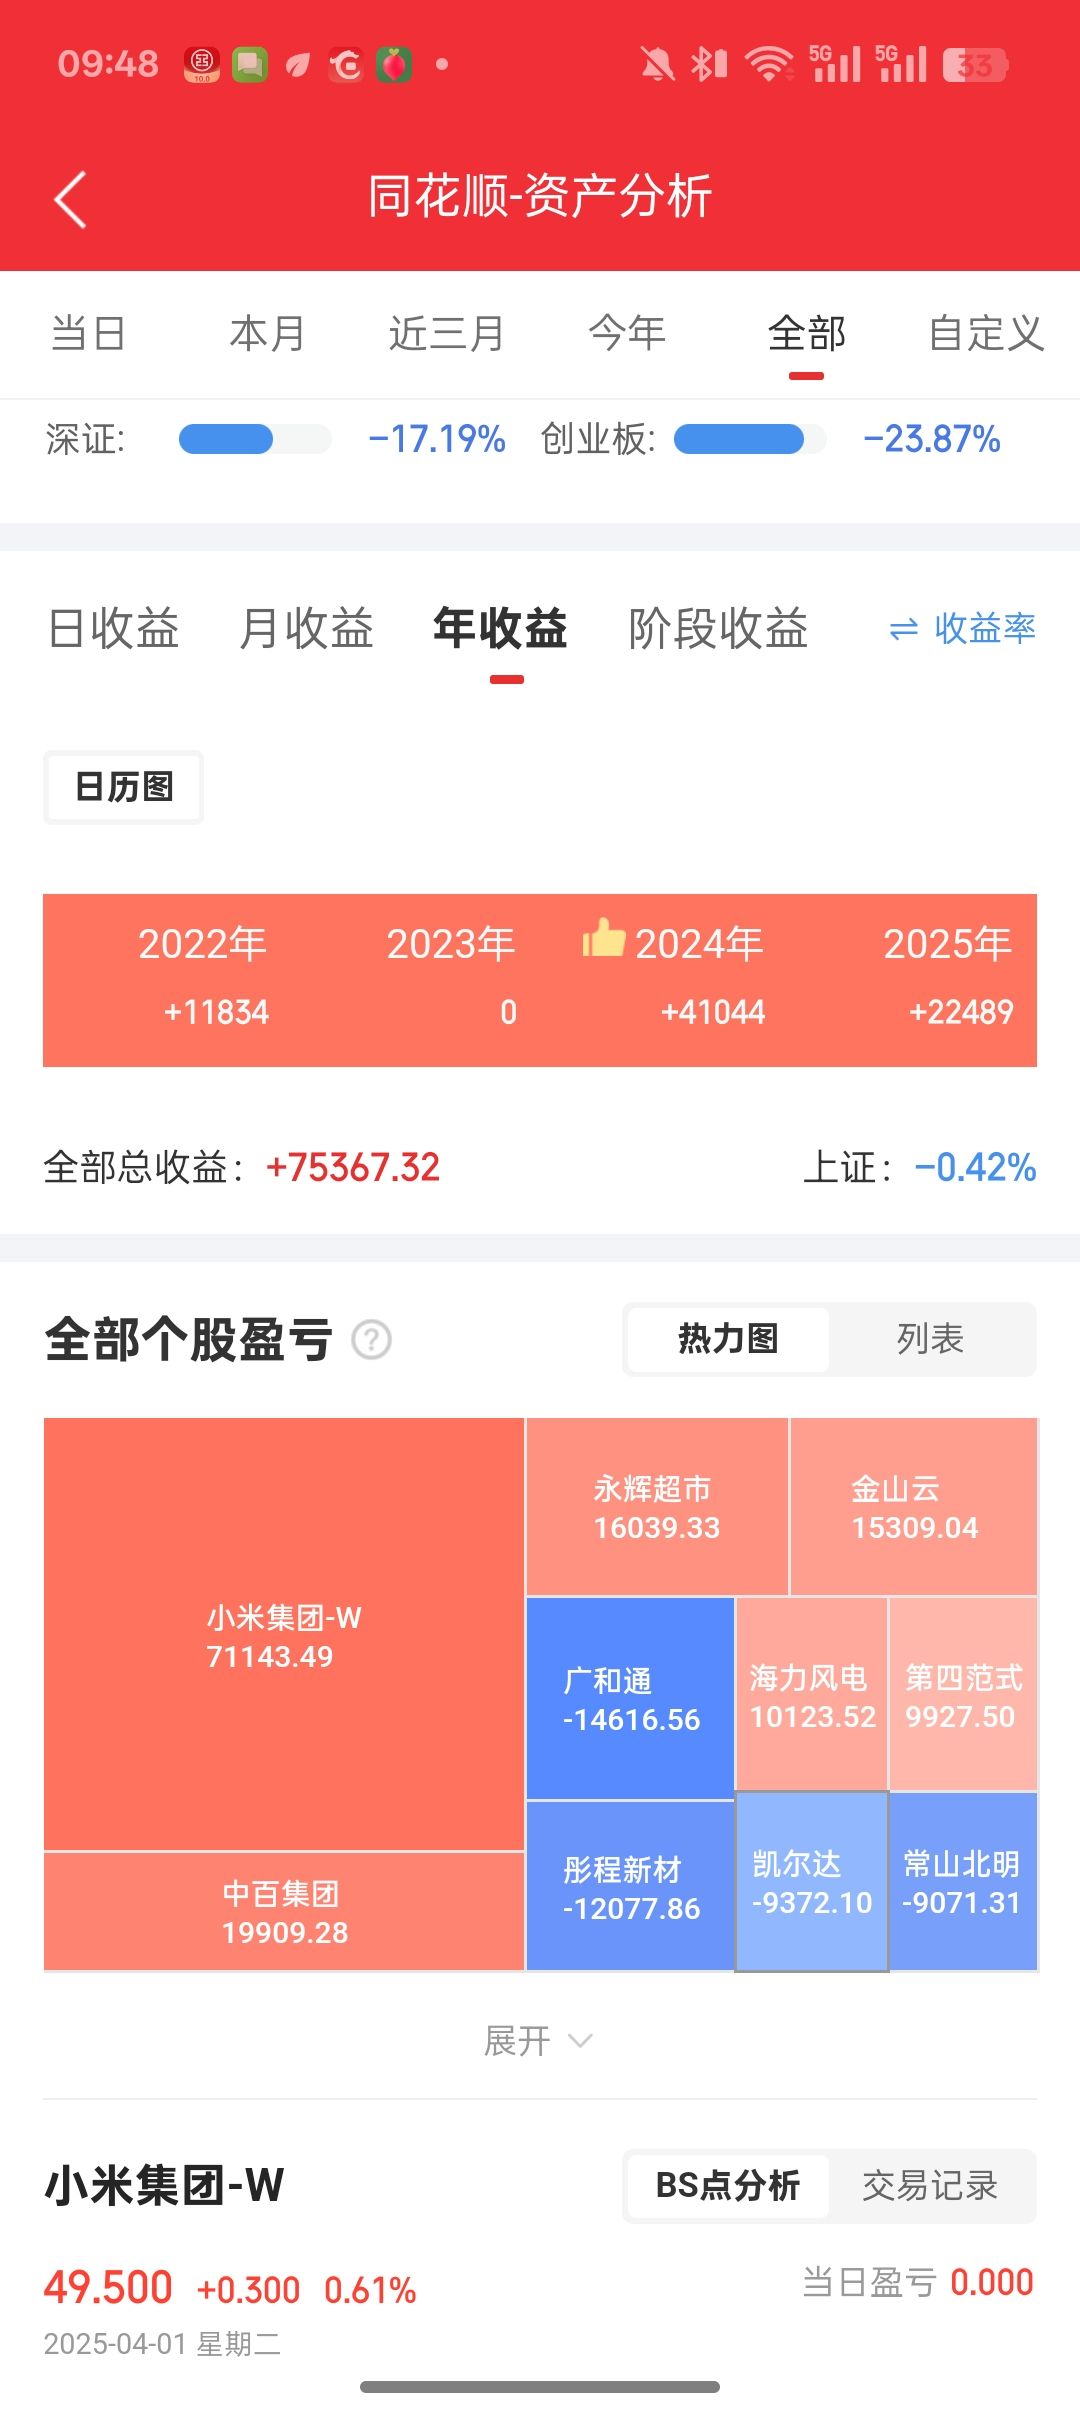 09:48
10.0
5G 5G 33
同花顺-资产分析
当日 本月 近三月 今年 全部 自定义
深证: -17.19% 创业板: -23.87%
日收益 月收益 年收益 阶段收益 ⇌ 收益率
日历图
2022年 2023年 2024年 2025年
+11834 0 +41044 +22489
全部总收益: +75367.32 上证: -0.42%
全部个股盈亏 ? 热力图 列表
小米集团-W
71143.49
永辉超市
16039.33
金山云
15309.04
广和通
-14616.56
海力风电
10123.52
第四范式
9927.50
中百集团
19909.28
彤程新材
-12077.86
凯尔达
-9372.10
常山北明
-9071.31
展开
小米集团-W BS点分析 交易记录
49.500 +0.300 0.61% 当日盈亏 0.000
2025-04-01 星期二